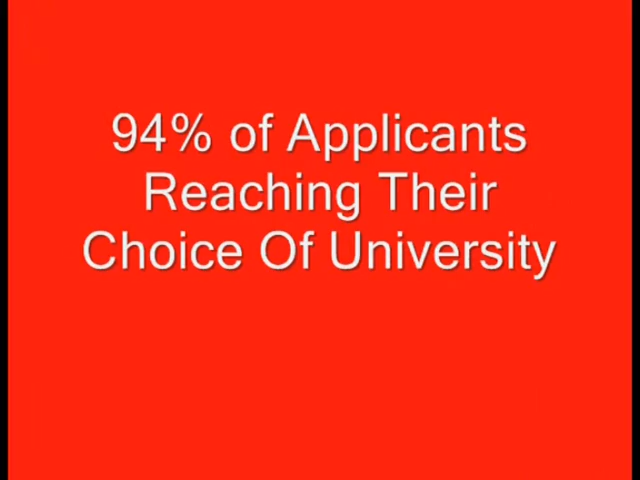 94% of Applicants
Reaching Their
Choice Of University